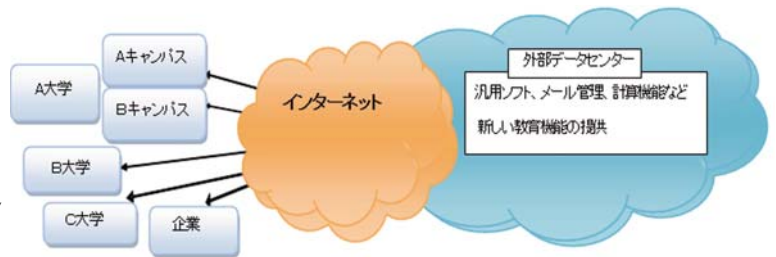 Aキャンパス
A大学
Bキャンパス
B大学
C大学
企業
インターネット
外部データセンター
汎用ソフト、メール管理、計算機能など
新しい教育機能の提供